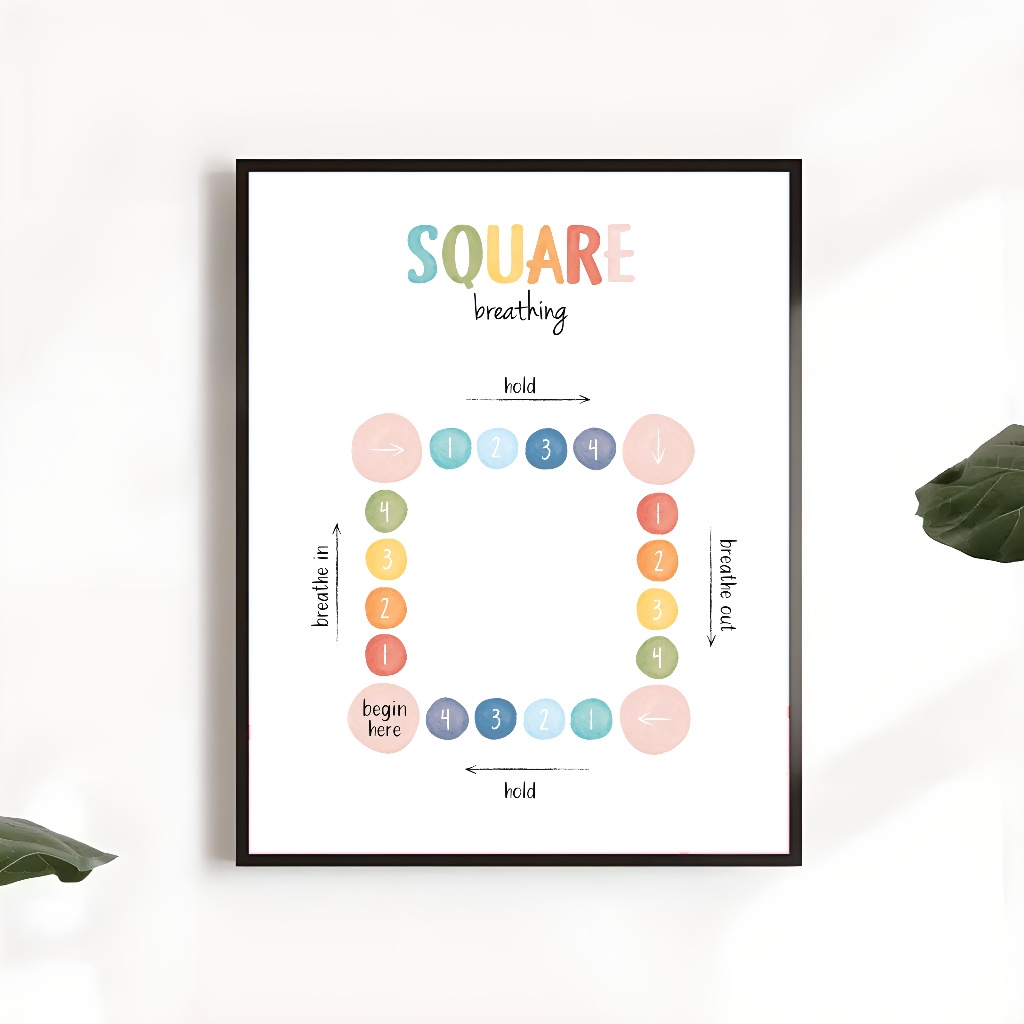 SQUARE
breathing
hold
1 2 3 4
4
3
2
1
breathe in
1
2
3
4
breathe out
begin
here
4 3 2 1
hold